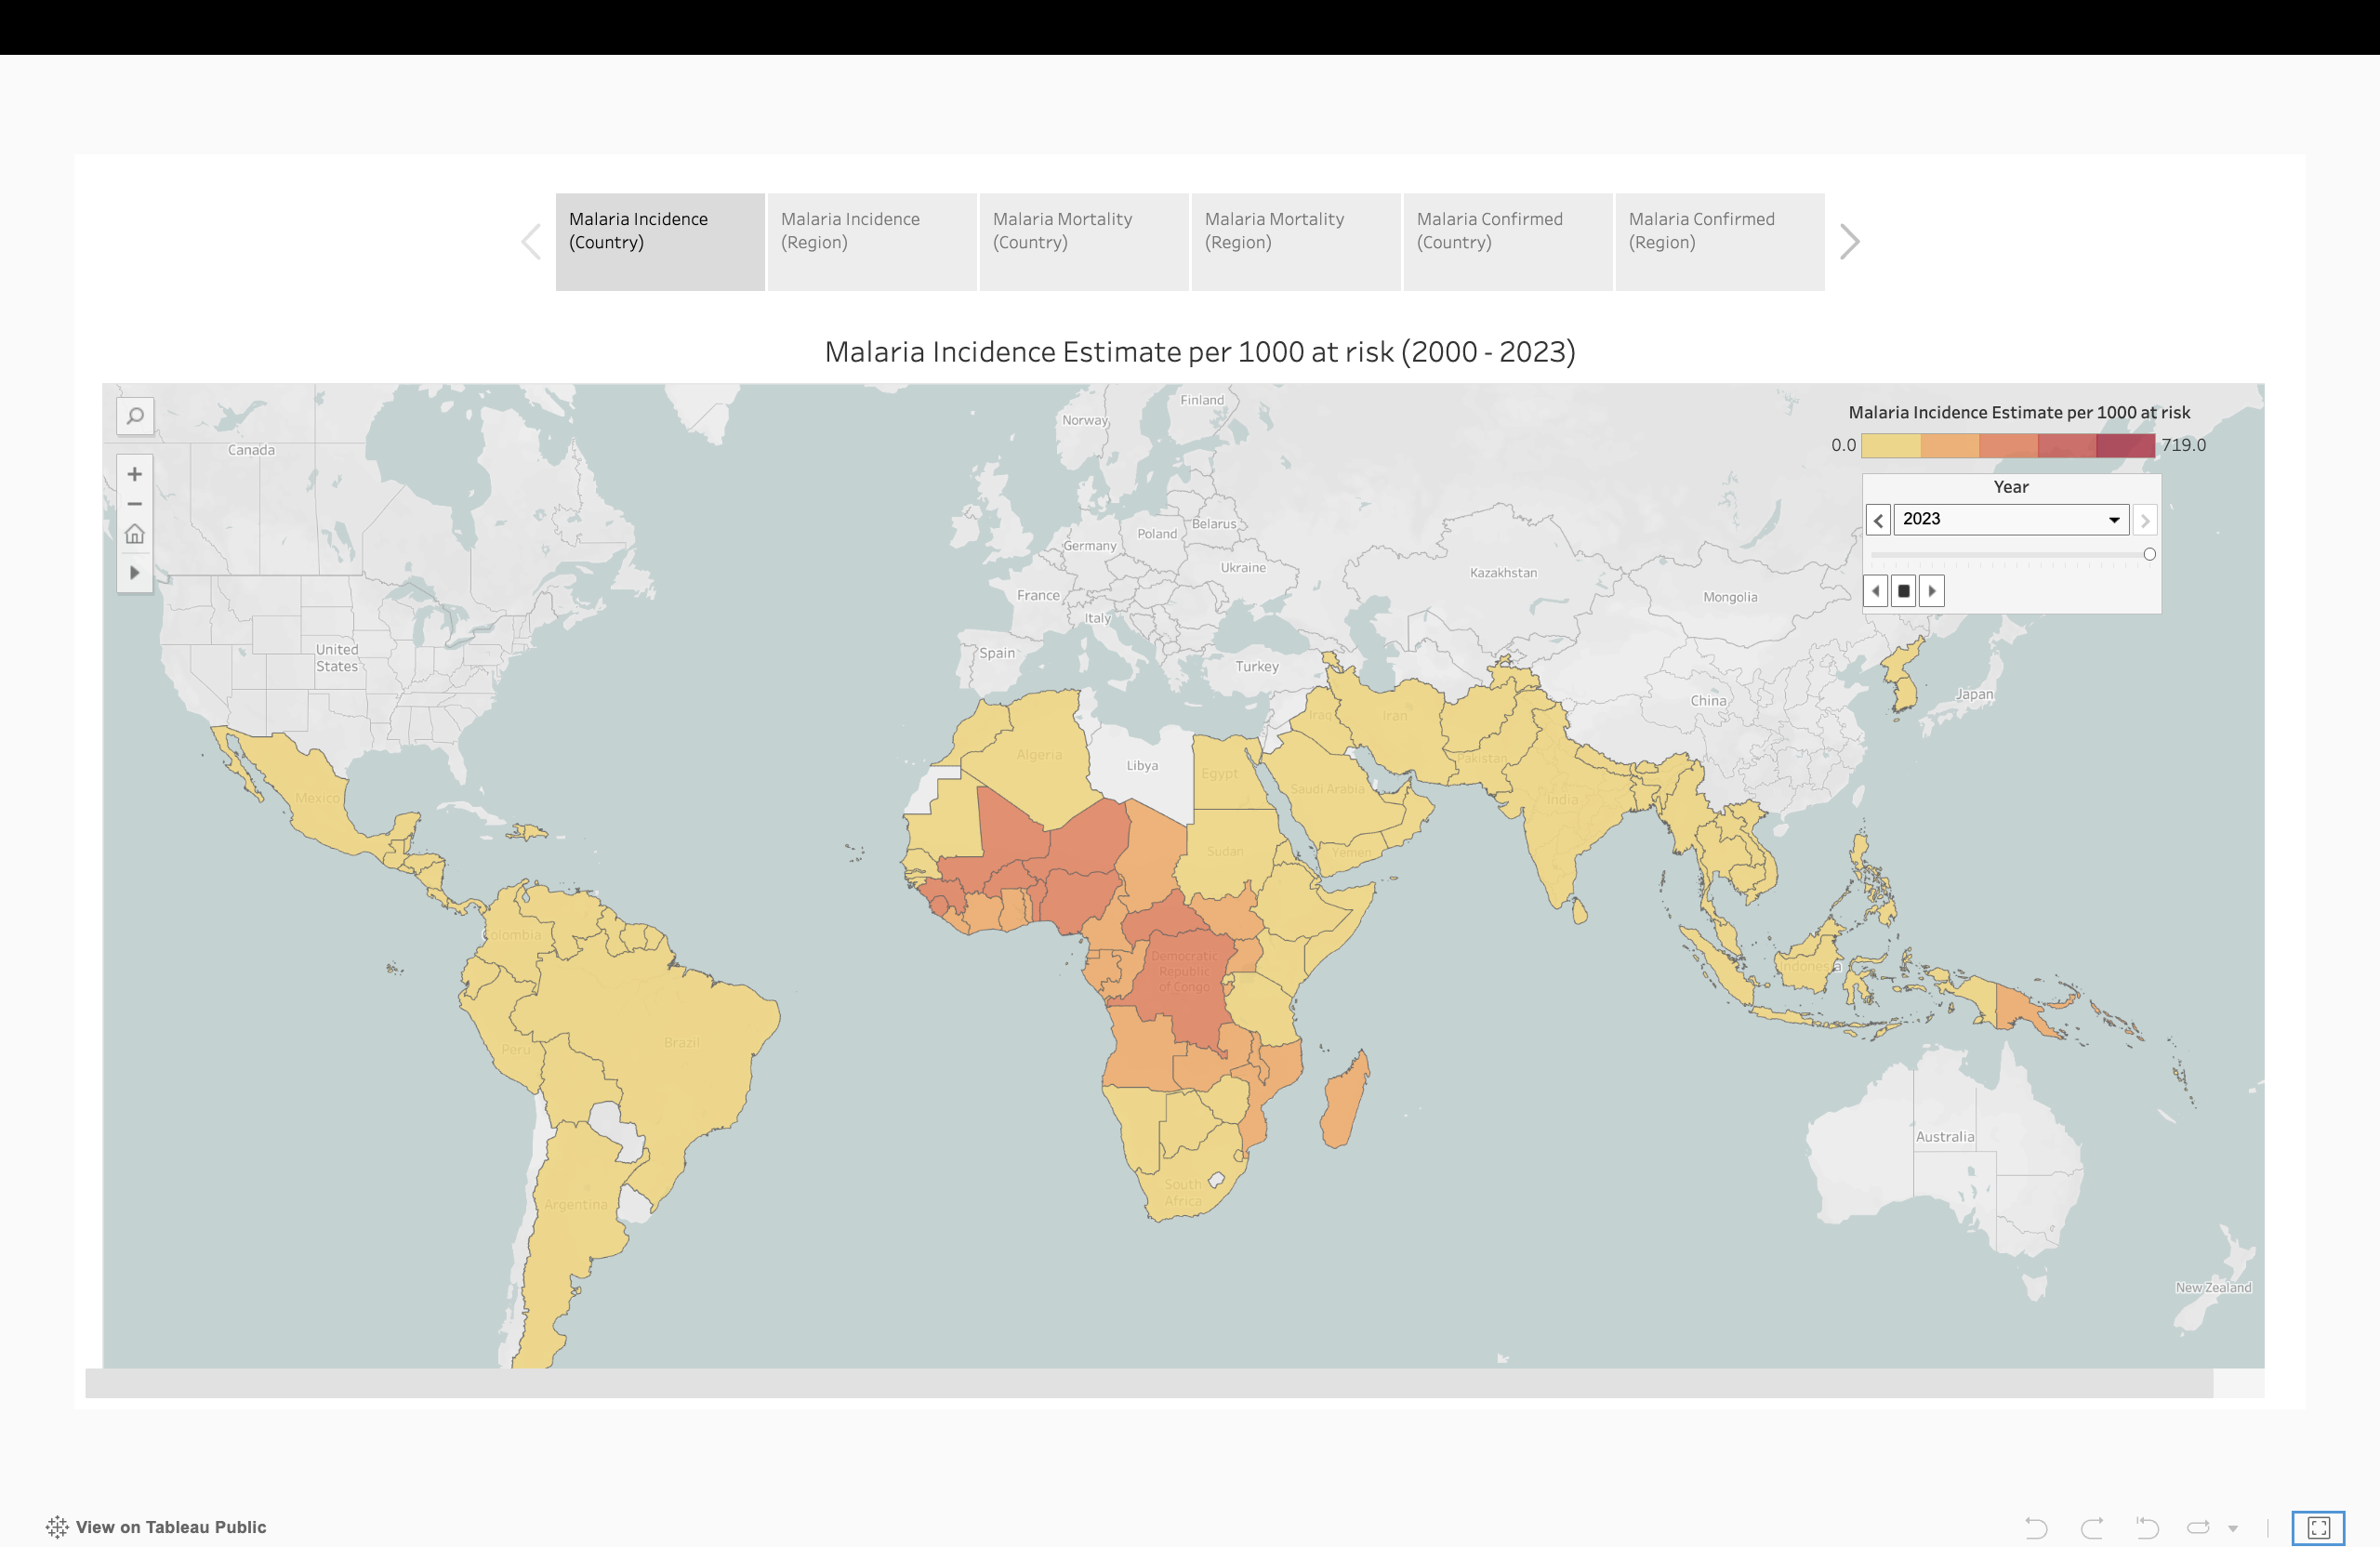 Malaria Incidence
(Country)
Malaria Incidence
(Region)
Malaria Mortality
(Country)
Malaria Mortality
(Region)
Malaria Confirmed
(Country)
Malaria Confirmed
(Region)
Malaria Incidence Estimate per 1000 at risk (2000 - 2023)
Malaria Incidence Estimate per 1000 at risk
0.0
719.0
Year
2023
Finland
Norway
Canada
Belarus
Poland
Germany
Ukraine
Kazakhstan
France
Mongolia
Italy
United
States
Spain
Turkey
China
Japan
Iraq
Iran
Algeria
Libya
Pakistan
Egypt
Saudi Arabia
Mexico
India
Sudan
Yemen
Colombia
Democratic
Republic
of Congo
Indonesia
Peru
Brazil
Australia
South
Africa
Argentina
New Zealand
View on Tableau Public